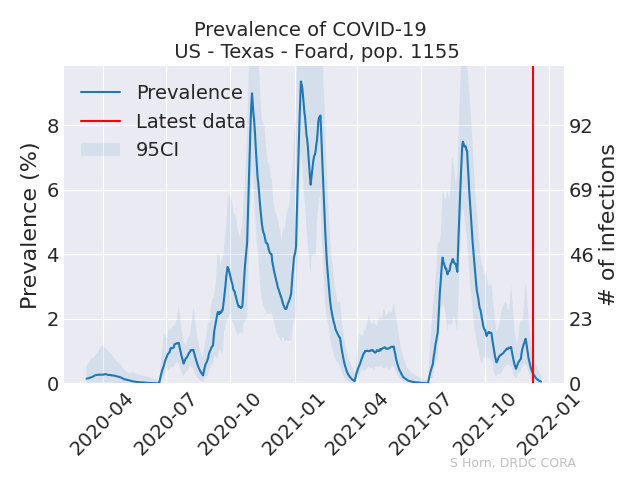 Prevalence of COVID-19
US - Texas - Foard, pop. 1155
Prevalence
Latest data
95CI
Prevalence (%)
# of infections
8
6
4
2
0
92
69
46
23
0
2020-04
2020-07
2020-10
2021-01
2021-04
2021-07
2021-10
2022-01
S Horn, DRDC CORA